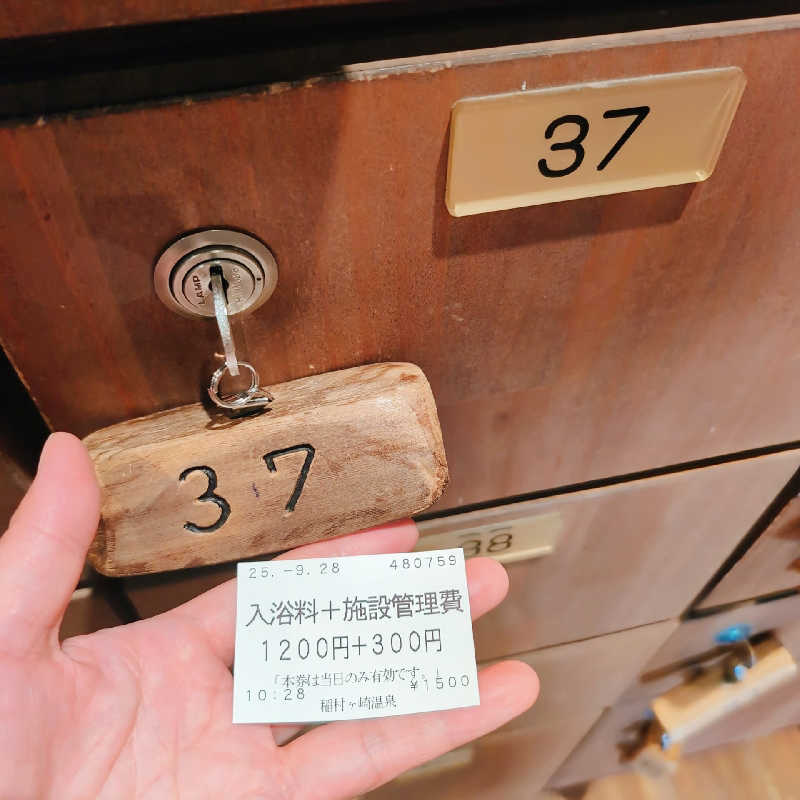 37
LAMP
37
38
25.-9.28 480759
入浴料+施設管理費
1200円+300円
「本券は当日のみ有効です。」
10:28 ¥1500
稲村ヶ崎温泉